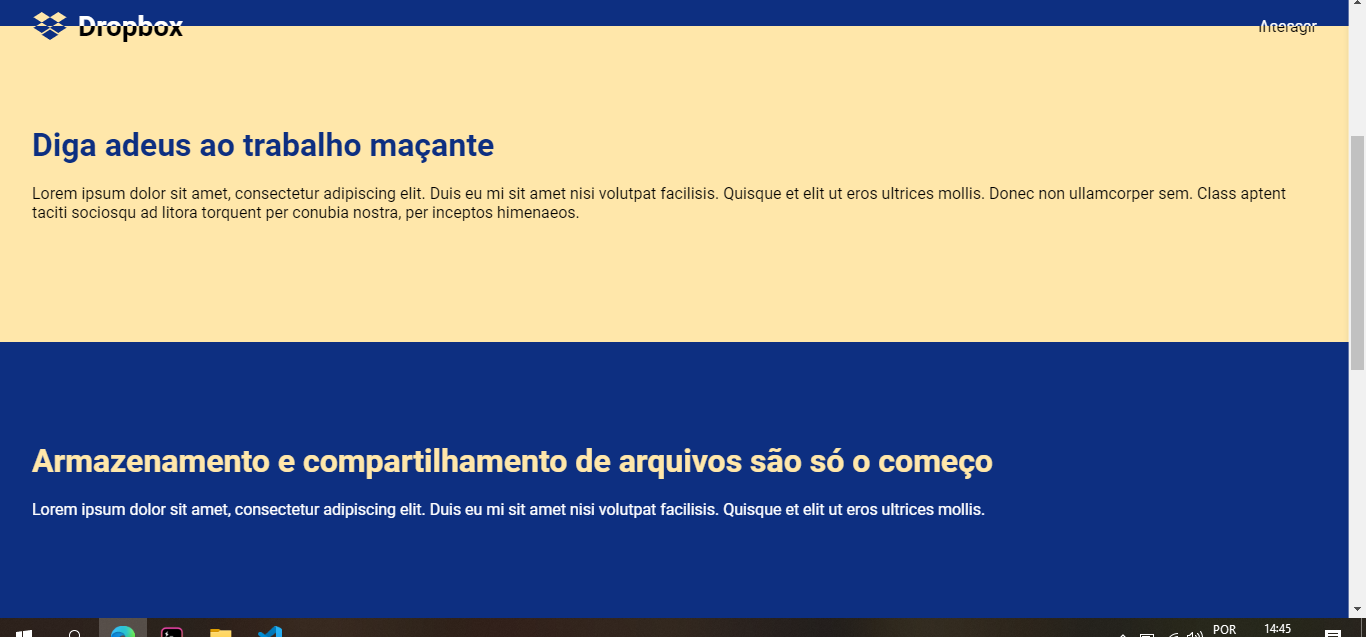 Dropbox
Interagir
Diga adeus ao trabalho maçante
Lorem ipsum dolor sit amet, consectetur adipiscing elit. Duis eu mi sit amet nisi volutpat facilisis. Quisque et elit ut eros ultrices mollis. Donec non ullamcorper sem. Class aptent
taciti sociosqu ad litora torquent per conubia nostra, per inceptos himenaeos.
Armazenamento e compartilhamento de arquivos são só o começo
Lorem ipsum dolor sit amet, consectetur adipiscing elit. Duis eu mi sit amet nisi volutpat facilisis. Quisque et elit ut eros ultrices mollis.
POR
14:45